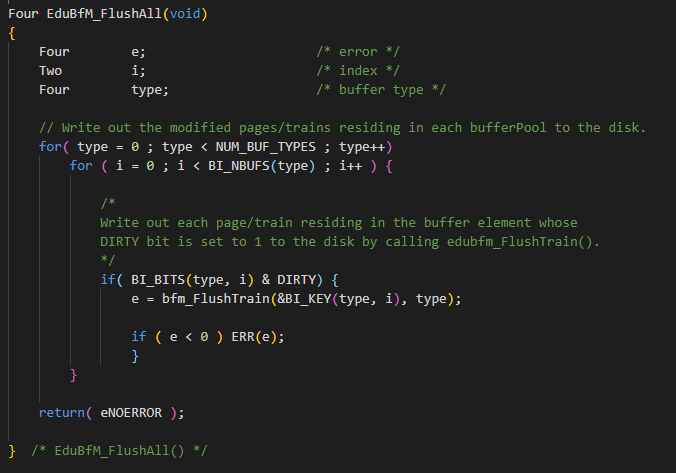 Four EduBfM_FlushAll(void)
{
    Four        e;                      /* error */
    Two         i;                      /* index */
    Four        type;                   /* buffer type */

    // Write out the modified pages/trains residing in each bufferPool to the disk.
    for( type = 0 ; type < NUM_BUF_TYPES ; type++)
        for ( i = 0 ; i < BI_NBUFS(type) ; i++ ) {

            /*
            Write out each page/train residing in the buffer element whose
            DIRTY bit is set to 1 to the disk by calling edubfm_FlushTrain().
            */
            if( BI_BITS(type, i) & DIRTY) {
                e = bfm_FlushTrain(&BI_KEY(type, i), type);

                if ( e < 0 ) ERR(e);
                }
        }

    return( eNOERROR );

}  /* EduBfM_FlushAll() */